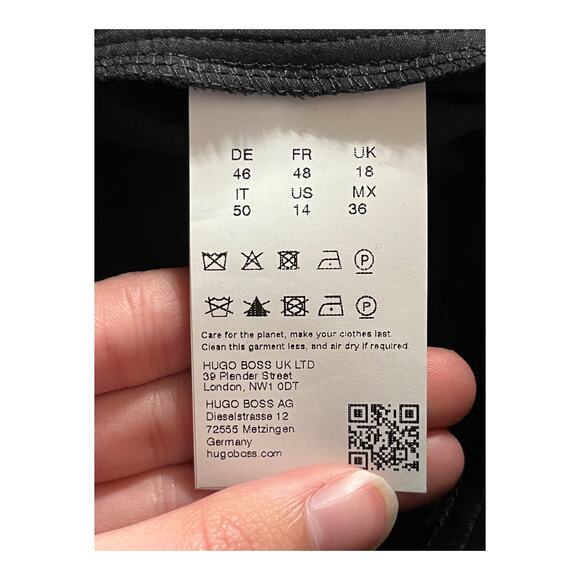 DE FR UK
46 48 18
IT US MX
50 14 36
P
P
Care for the planet, make your clothes last.
Clean this garment less, and air dry if required.
HUGO BOSS UK LTD
39 Plender Street
London, NW1 0DT
HUGO BOSS AG
Dieselstrasse 12
72555 Metzingen
Germany
hugoboss.com